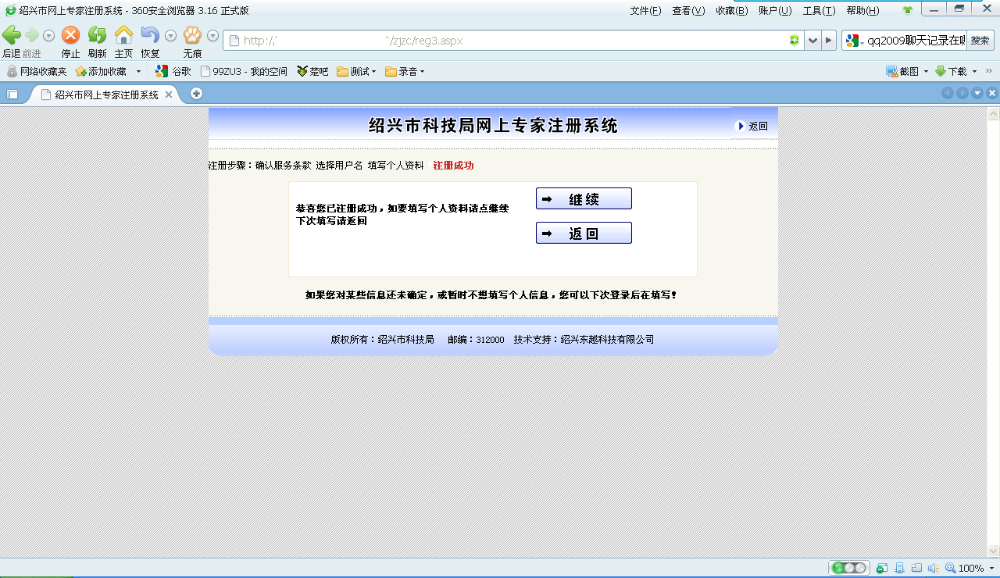 绍兴市网上专家注册系统 - 360安全浏览器 3.16 正式版
文件(F) 查看(V) 收藏(B) 账户(U) 工具(T) 帮助(H)
http://
~/zjzc/reg3.aspx
qq2009聊天记录在哪
搜索
后退 前进 停止 刷新 主页 恢复 无痕
网络收藏夹 添加收藏 谷歌 99ZU3 - 我的空间 楚吧 测试 录音 截图 下载
绍兴市网上专家注册系统
绍兴市科技局网上专家注册系统
返回
注册步骤：确认服务条款 选择用户名 填写个人资料 注册成功
恭喜您已注册成功，如要填写个人资料请点继续
下次填写请返回
继续
返回
如果您对某些信息还未确定，或暂时不想填写个人信息，您可以下次登录后在填写！
版权所有：绍兴市科技局 邮编：312000 技术支持：绍兴东越科技有限公司
100%